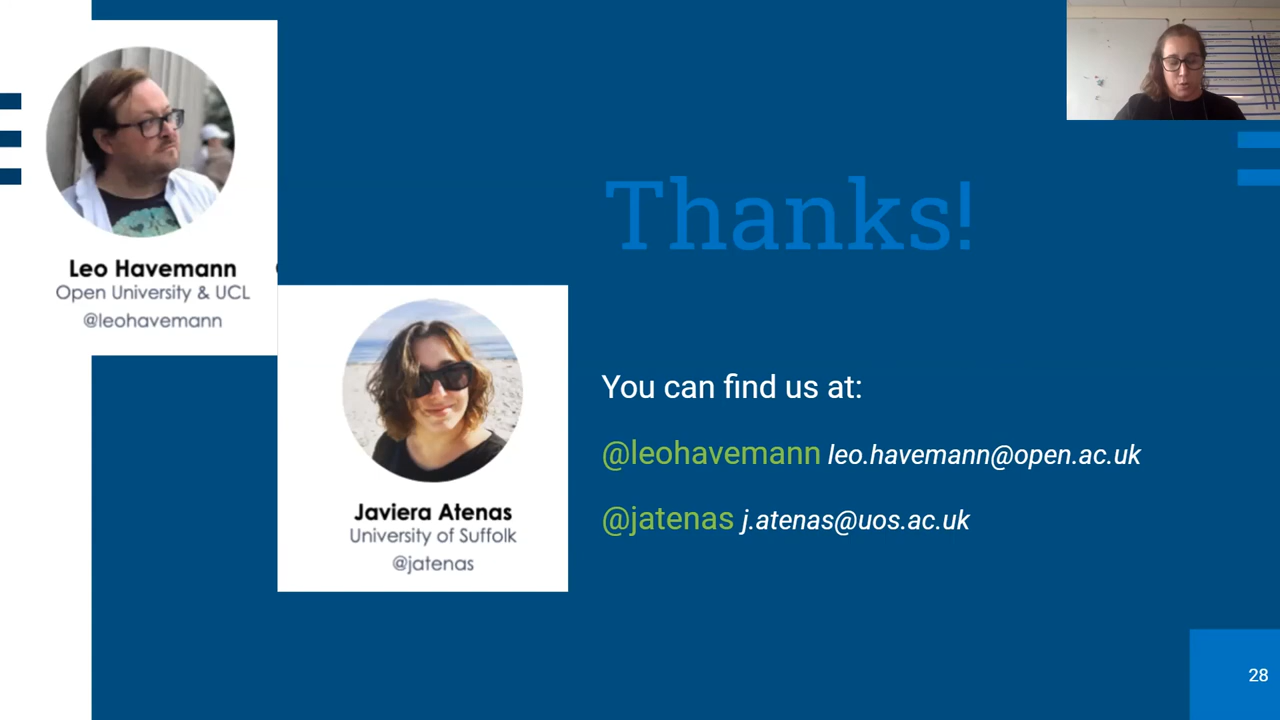 Leo Havemann
Open University & UCL
@leohavemann
Javiera Atenas
University of Suffolk
@jatenas
Thanks!
You can find us at:
@leohavemann leo.havemann@open.ac.uk
@jatenas j.atenas@uos.ac.uk
28